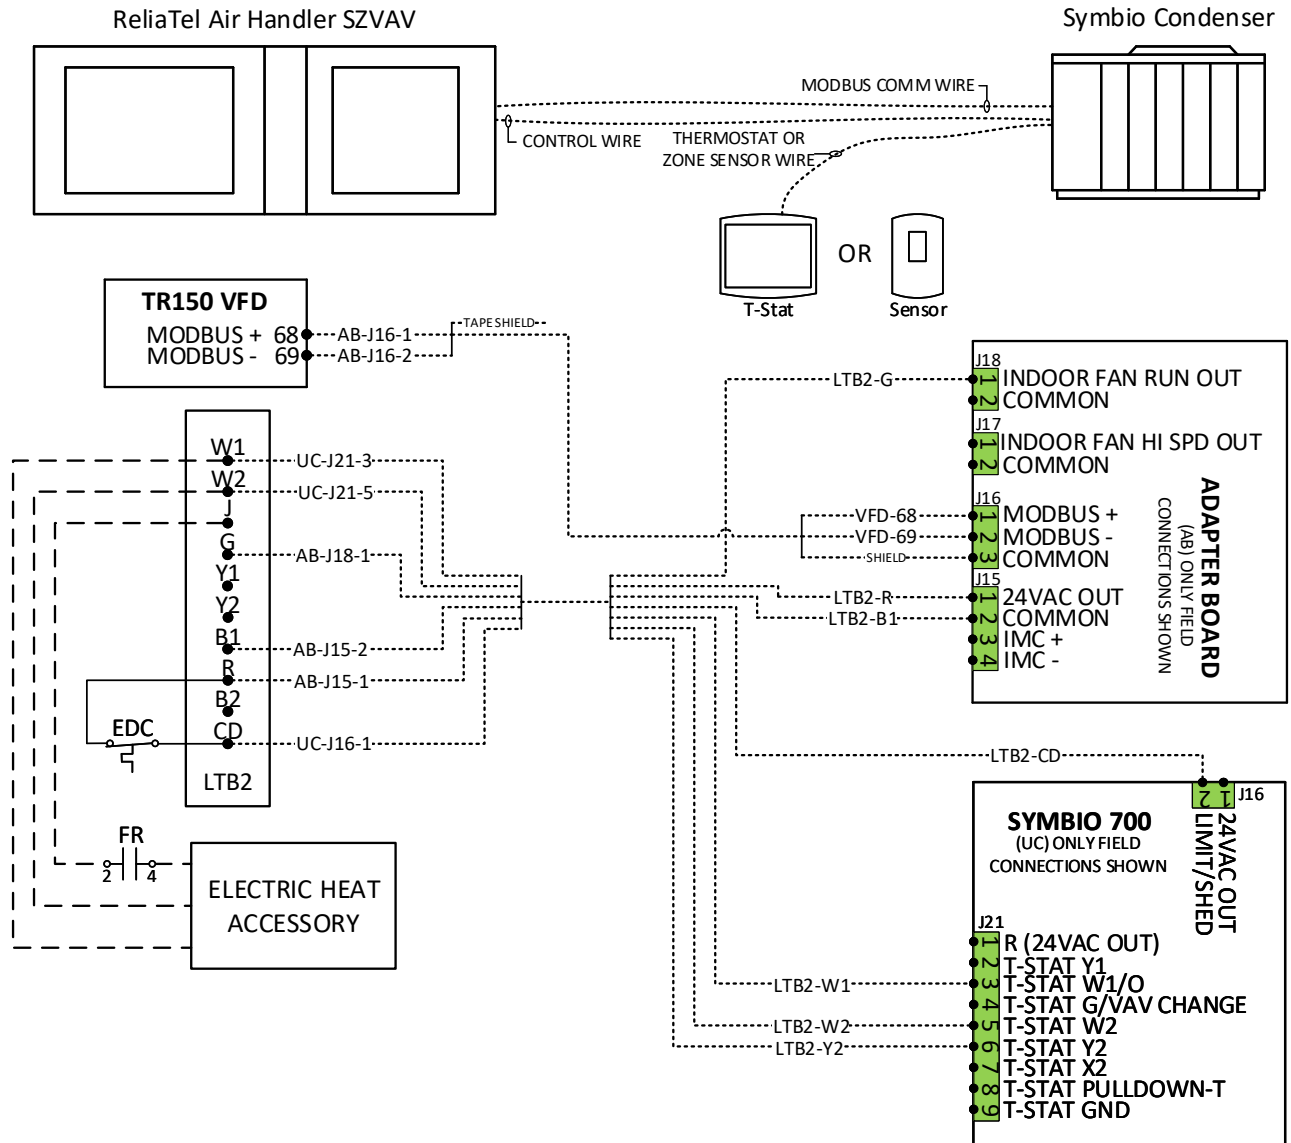 ReliaTel Air Handler SZVAV
Symbio Condenser
MODBUS COMM WIRE
CONTROL WIRE
THERMOSTAT OR
ZONE SENSOR WIRE
OR
T-Stat
Sensor
TR150 VFD
MODBUS + 68
MODBUS - 69
AB-J16-1
AB-J16-2
TAPE SHIELD
W1
W2
J
G
Y1
Y2
B1
R
B2
CD
LTB2
UC-J21-3
UC-J21-5
AB-J18-1
AB-J15-2
AB-J15-1
UC-J16-1
EDC
FR
2
4
ELECTRIC HEAT
ACCESSORY
LTB2-G
VFD-68
VFD-69
SHIELD
LTB2-R
LTB2-B1
J18
1 INDOOR FAN RUN OUT
2 COMMON
J17
1 INDOOR FAN HI SPD OUT
2 COMMON
J16
1 MODBUS +
2 MODBUS -
3 COMMON
J15
1 24VAC OUT
2 COMMON
3 IMC +
4 IMC -
ADAPTER BOARD
(AB) ONLY FIELD
CONNECTIONS SHOWN
LTB2-CD
J16
1 24VAC OUT
2 LIMIT/SHED
SYMBIO 700
(UC) ONLY FIELD
CONNECTIONS SHOWN
J21
1 R (24VAC OUT)
2 T-STAT Y1
3 T-STAT W1/O
4 T-STAT G/VAV CHANGE
5 T-STAT W2
6 T-STAT Y2
7 T-STAT X2
8 T-STAT PULLDOWN-T
9 T-STAT GND
LTB2-W1
LTB2-W2
LTB2-Y2